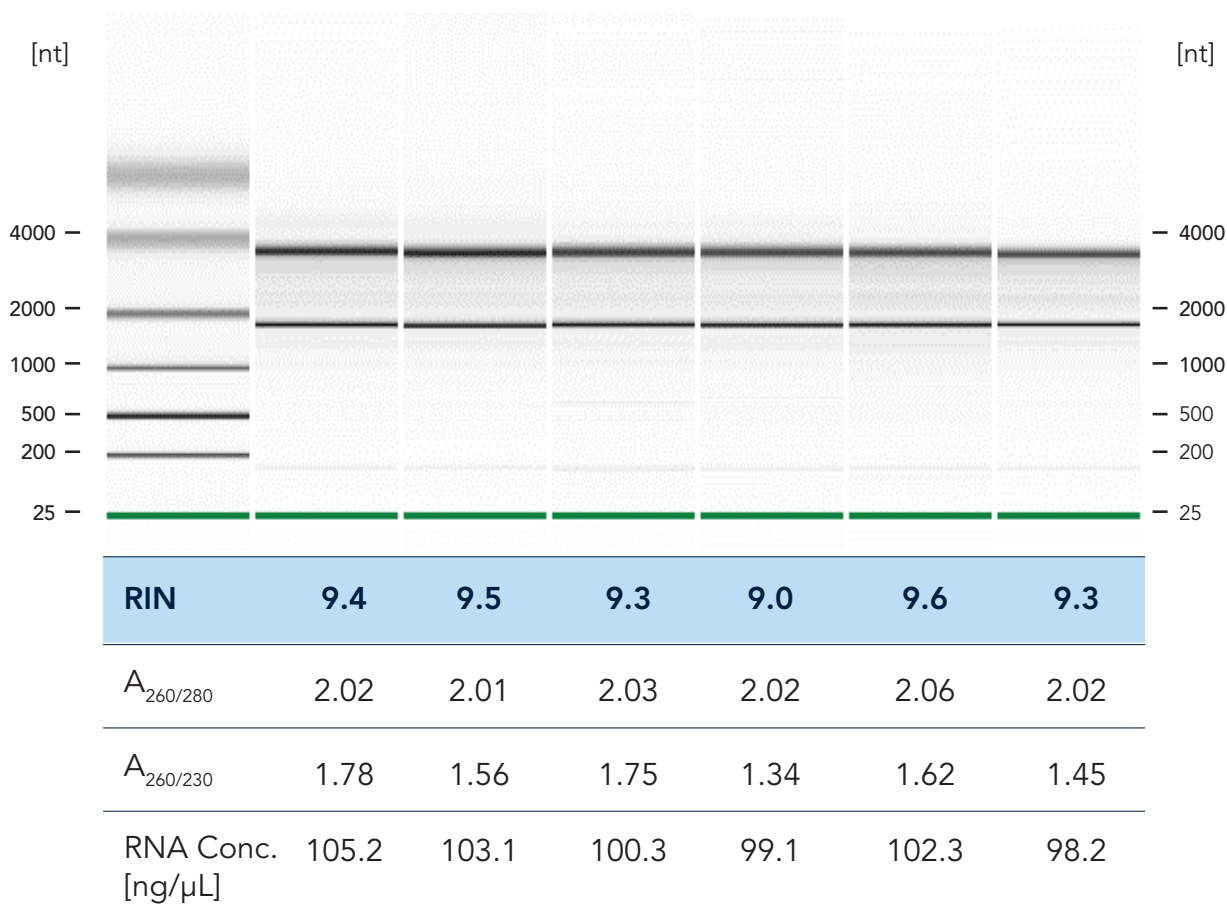 [nt] [nt]
4000 4000
2000 2000
1000 1000
500 500
200 200
25 25
RIN 9.4 9.5 9.3 9.0 9.6 9.3
A260/280 2.02 2.01 2.03 2.02 2.06 2.02
A260/230 1.78 1.56 1.75 1.34 1.62 1.45
RNA Conc. 105.2 103.1 100.3 99.1 102.3 98.2
[ng/µL]